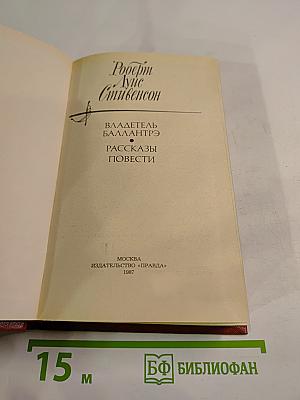 Роберт
Луис
Стивенсон
ВЛАДЕТЕЛЬ
БАЛЛАНТРЭ
•
РАССКАЗЫ
ПОВЕСТИ
МОСКВА
ИЗДАТЕЛЬСТВО «ПРАВДА»
1987
15 м
БФ БИБЛИОФАН